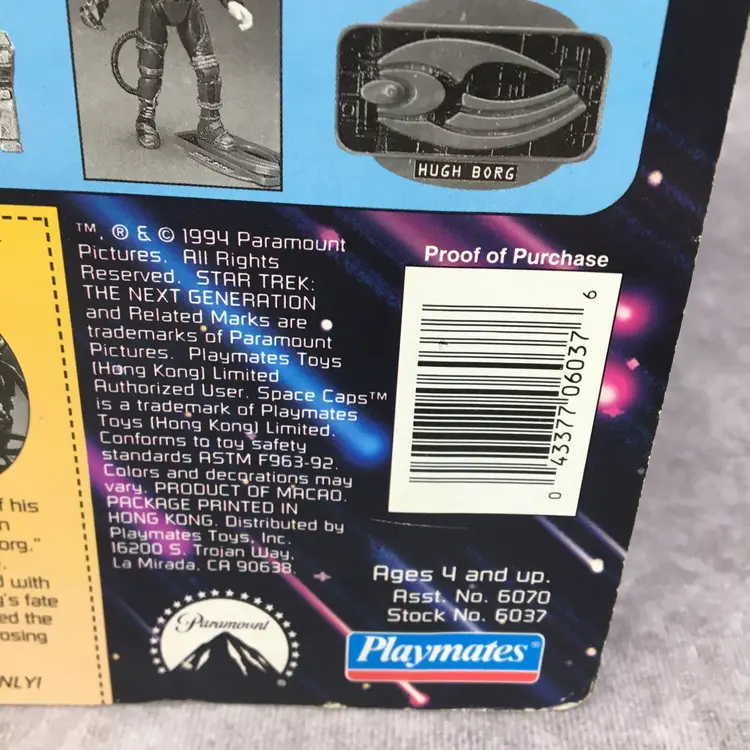 HUGH BORG
f his
n
org."
d with
g's fate
ed the
osing
NLY!
™, ® & © 1994 Paramount
Pictures. All Rights
Reserved. STAR TREK:
THE NEXT GENERATION
and Related Marks are
trademarks of Paramount
Pictures. Playmates Toys
(Hong Kong) Limited
Authorized User. Space Caps™
is a trademark of Playmates
Toys (Hong Kong) Limited.
Conforms to toy safety
standards ASTM F963-92.
Colors and decorations may
vary. PRODUCT OF MACAO.
PACKAGE PRINTED IN
HONG KONG. Distributed by
Playmates Toys, Inc.
16200 S. Trojan Way,
La Mirada, CA 90638.
Proof of Purchase
0 43377 06037 6
Ages 4 and up.
Asst. No. 6070
Stock No. 6037
Paramount
Playmates®